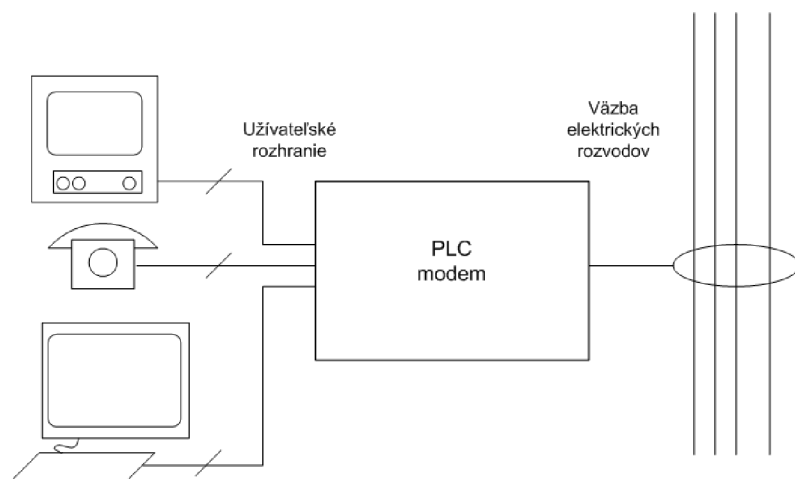 Užívateľské
rozhranie
Väzba
elektrických
rozvodov
PLC
modem